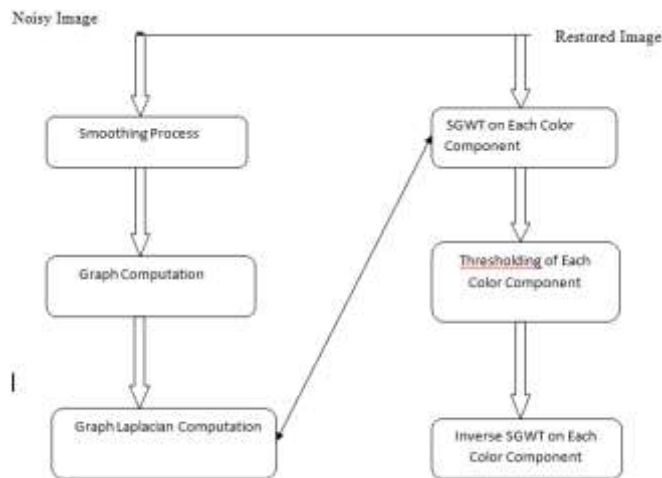 Noisy Image
Restored Image
Smoothing Process
Graph Computation
Graph Laplacian Computation
SGWT on Each Color
Component
Thresholding of Each
Color Component
Inverse SGWT on Each
Color Component